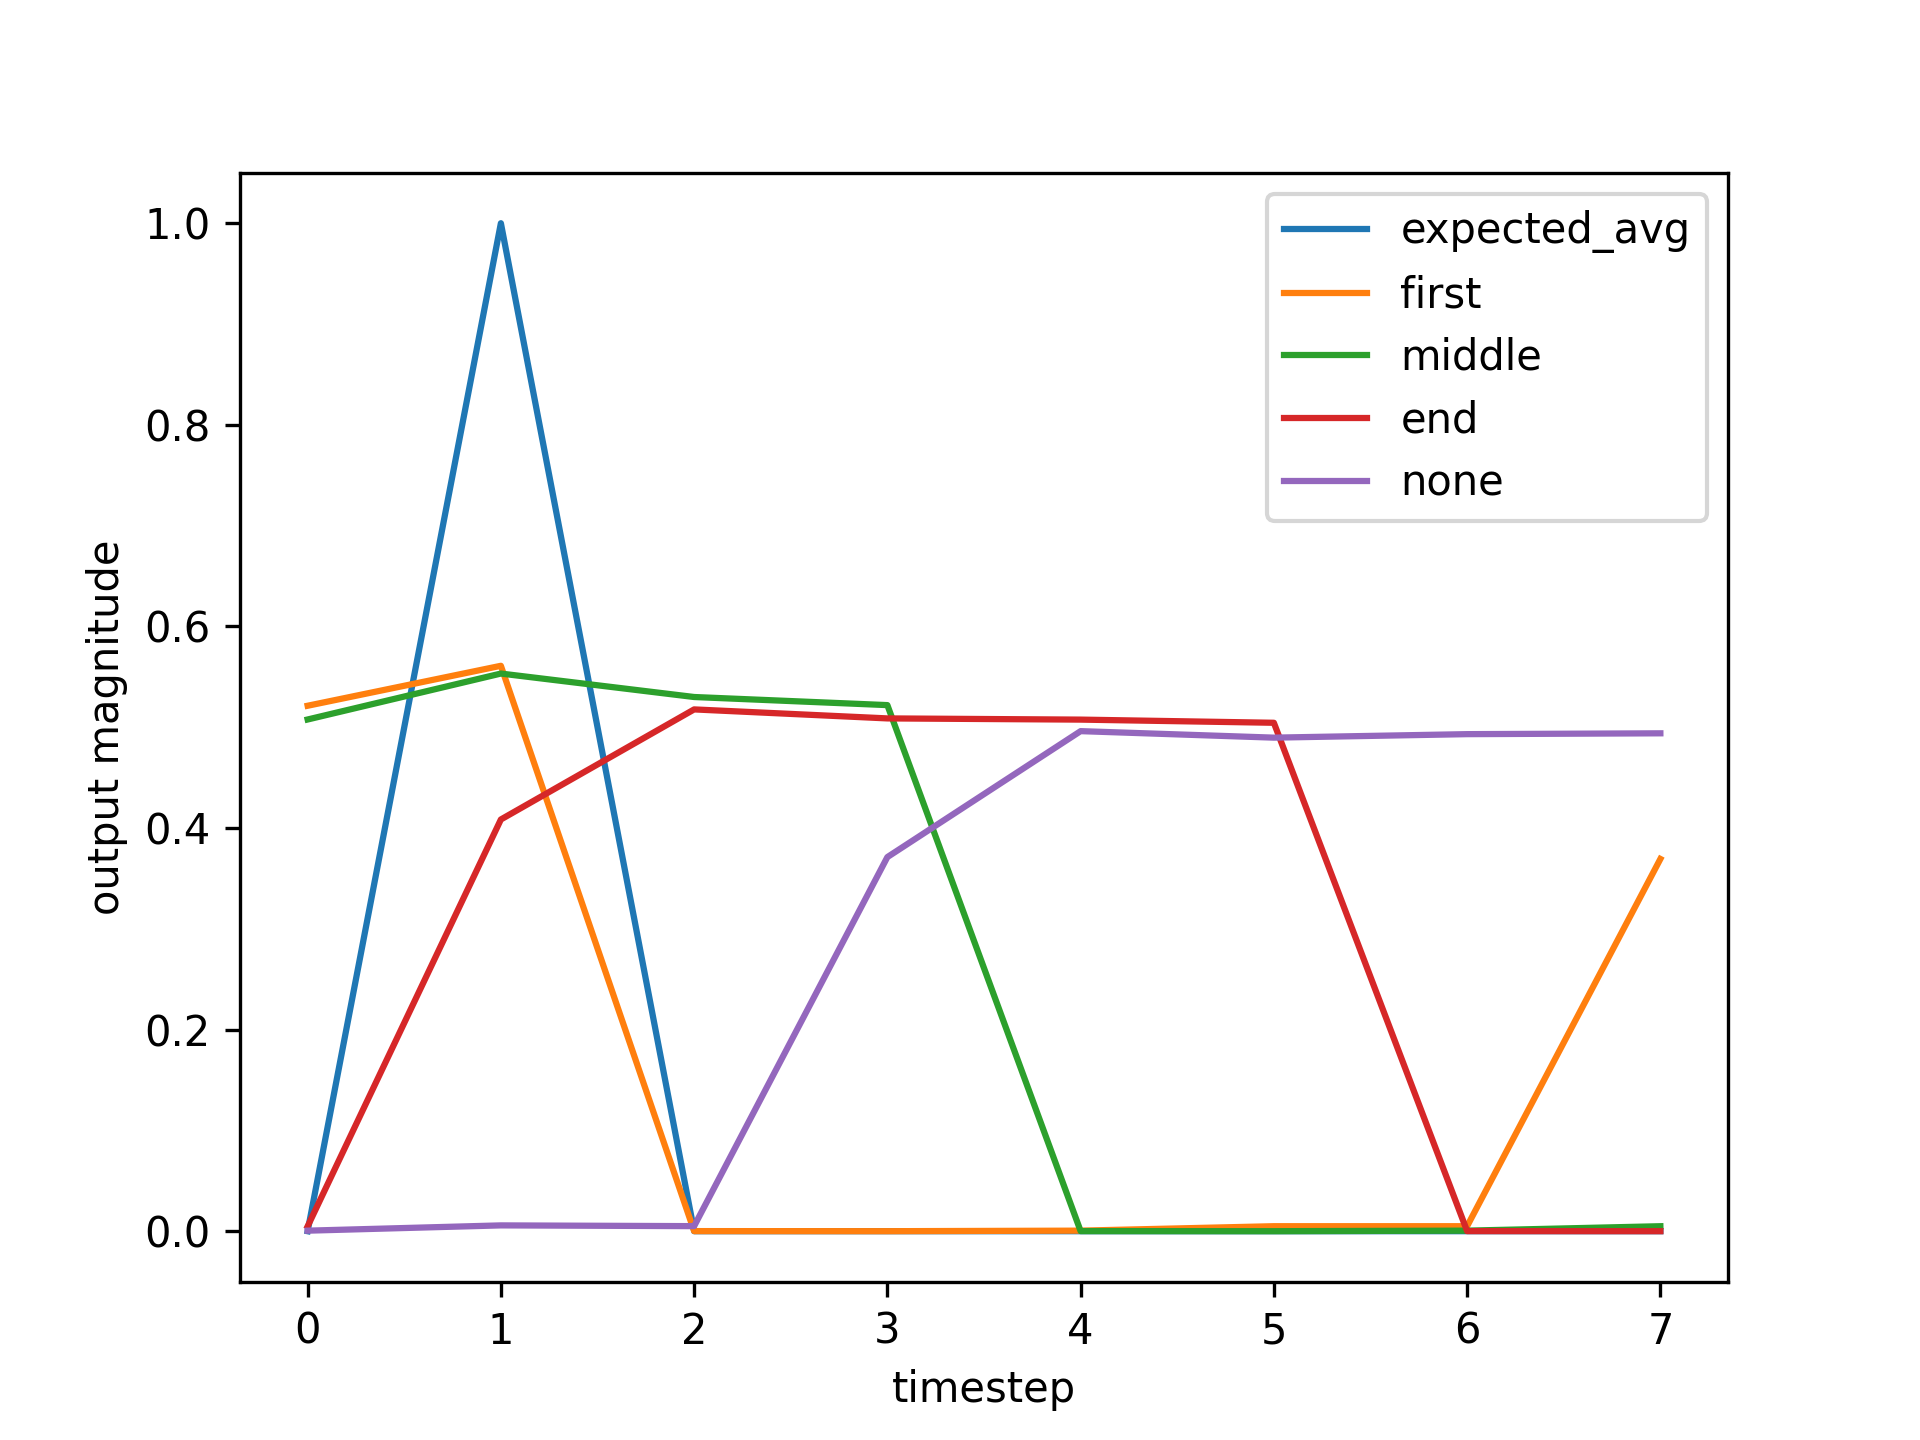 expected_avg
first
middle
end
none
1.0
0.8
0.6
0.4
0.2
0.0
output magnitude
0 1 2 3 4 5 6 7
timestep